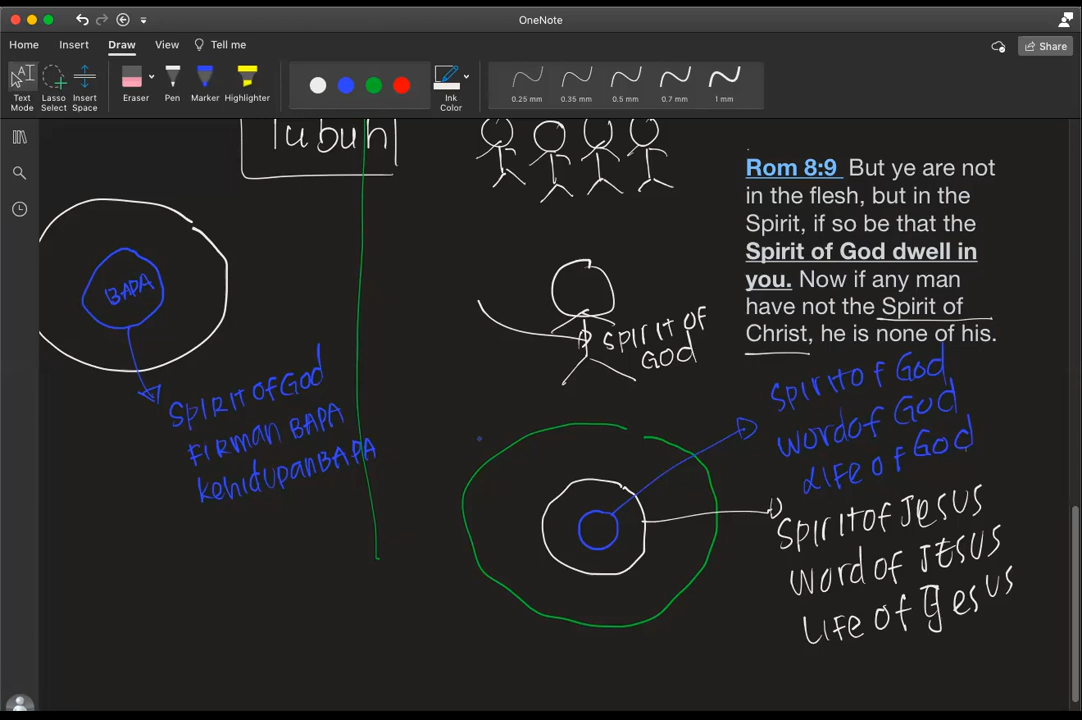 OneNote
Home Insert Draw View Tell me
Share
Text Mode
Lasso Select
Insert Space
Eraser
Pen
Marker
Highlighter
Ink Color
0.25 mm 0.35 mm 0.5 mm 0.7 mm 1 mm
Tubuh
Rom 8:9 But ye are not
in the flesh, but in the
Spirit, if so be that the
Spirit of God dwell in
you. Now if any man
have not the Spirit of
Christ, he is none of his.
BAPA
SPIRIT OF GOD
SPIRIT OF God
FIRMAN BAPA
kehidupan BAPA
Spirit of God
word of God
Life of God
Spirit of Jesus
word of JESUS
Life of Jesus